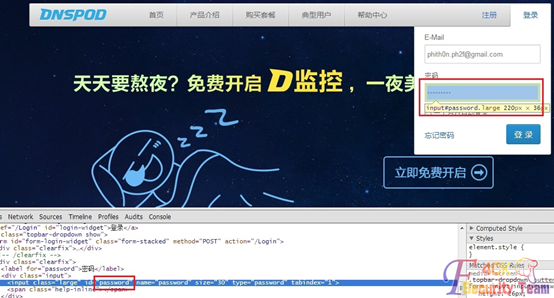 DNSPOD 首页 产品介绍 购买套餐 典型用户 帮助中心 注册 登录
E-Mail
phith0n.ph2f@gmail.com
密码
input#password.large 220px × 36px
天天要熬夜?免费开启D监控,一夜美
忘记密码 登录
zzz
立即免费开启
Network Sources Timeline Profiles Audits Console
ef="/Login" id="login-widget">登录</a>
class="topbar-dropdown show">
orm id="form-login-widget" class="form-stacked" method="POST" action="/Login">
<div class="clearfix">…</div>
<div class="clearfix">
<label for="password">密码</label>
<div class="input">
<input class="large" id="password" name="password" size="30" type="password" tabindex="1">
<span class="help-inline">
Computed Style
Styles
element.style {
}
Matched CSS Rules
Security Team